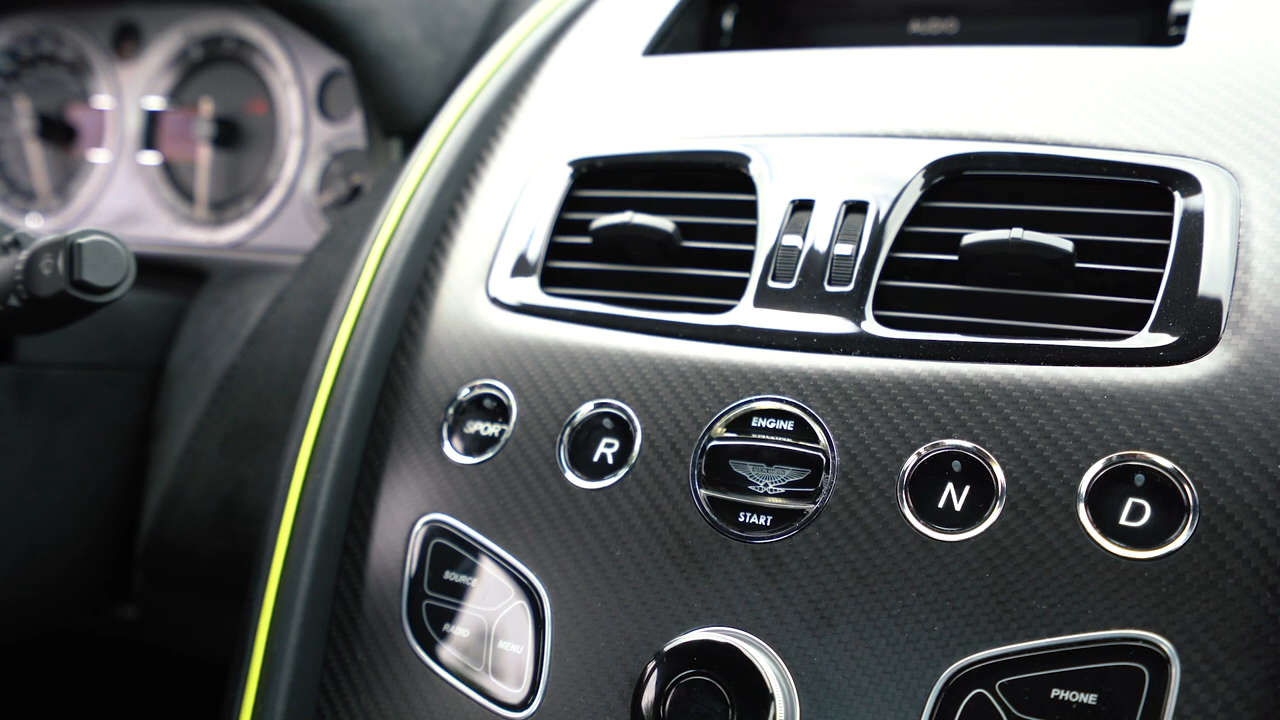 AUDIO
SPORT
R
ENGINE
START
N
D
SOURCE
RADIO
MENU
PHONE